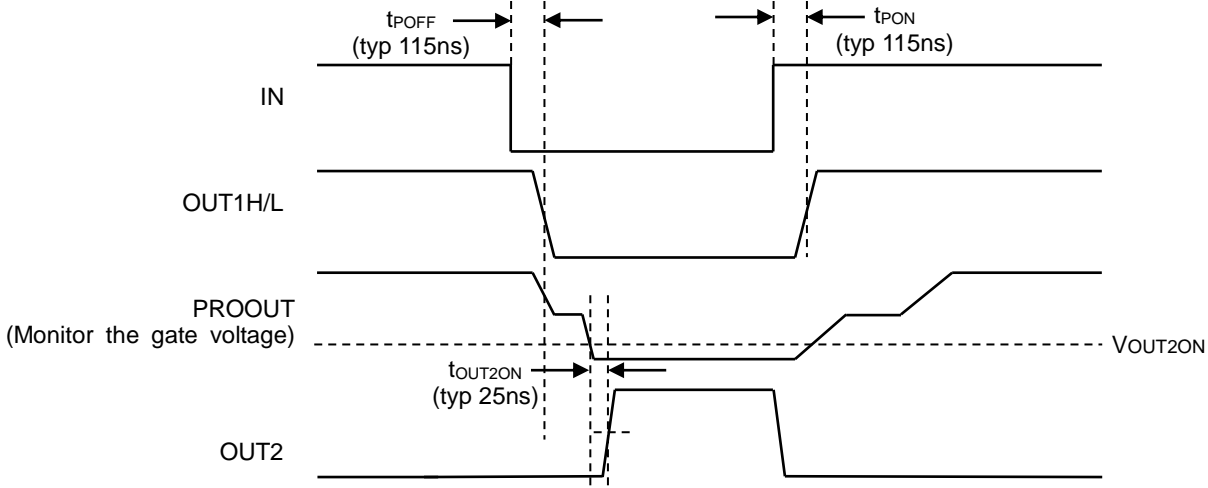 tPOFF
(typ 115ns)
tPON
(typ 115ns)
IN
OUT1H/L
PROOUT
(Monitor the gate voltage)
VOUT2ON
tOUT2ON
(typ 25ns)
OUT2